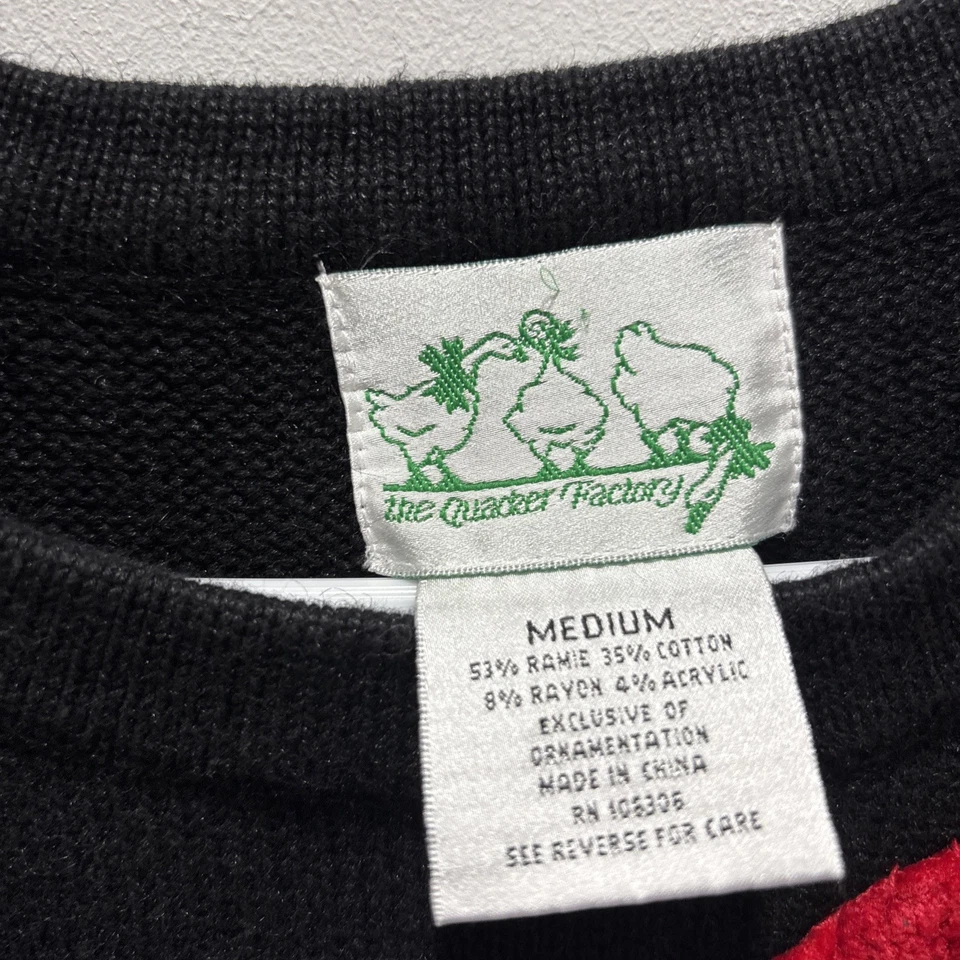 the Quacker Factory
MEDIUM
53% RAMIE 35% COTTON
8% RAYON 4% ACRYLIC
EXCLUSIVE OF
ORNAMENTATION
MADE IN CHINA
RN 106306
SEE REVERSE FOR CARE